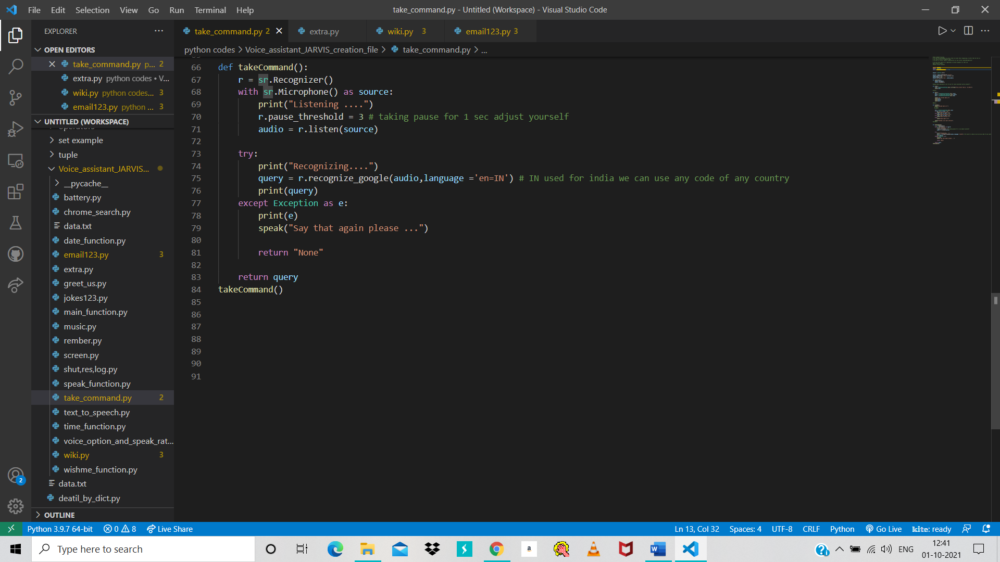 File Edit Selection View Go Run Terminal Help
take_command.py - Untitled (Workspace) - Visual Studio Code
EXPLORER
take_command.py 2
extra.py
wiki.py 3
email123.py 3
OPEN EDITORS
python codes > Voice_assistant_JARVIS_creation_file > take_command.py > ...
take_command.py p... 2
extra.py python codes • V...
wiki.py python codes... 3
email123.py python ... 3
UNTITLED (WORKSPACE)
set example
tuple
Voice_assistant_JARVIS...
__pycache__
battery.py
chrome_search.py
data.txt
date_function.py
email123.py 3
extra.py
greet_us.py
jokes123.py
main_function.py
music.py
rember.py
screen.py
shut,res,log.py
speak_function.py
take_command.py 2
text_to_speech.py
time_function.py
voice_option_and_speak_rat...
wiki.py 3
wishme_function.py
data.txt
deatil_by_dict.py
OUTLINE
66 def takeCommand():
67 r = sr.Recognizer()
68 with sr.Microphone() as source:
69 print("Listening ....")
70 r.pause_threshold = 3 # taking pause for 1 sec adjust yourself
71 audio = r.listen(source)
72
73 try:
74 print("Recognizing....")
75 query = r.recognize_google(audio,language ='en=IN') # IN used for india we can use any code of any country
76 print(query)
77 except Exception as e:
78 print(e)
79 speak("Say that again please ...")
80
81 return "None"
82
83 return query
84 takeCommand()
85
86
87
88
89
90
91
2
Python 3.9.7 64-bit 0 8 Live Share
Ln 13, Col 32 Spaces: 4 UTF-8 CRLF Python Go Live kite: ready
Type here to search
a
W
ENG
12:41
01-10-2021